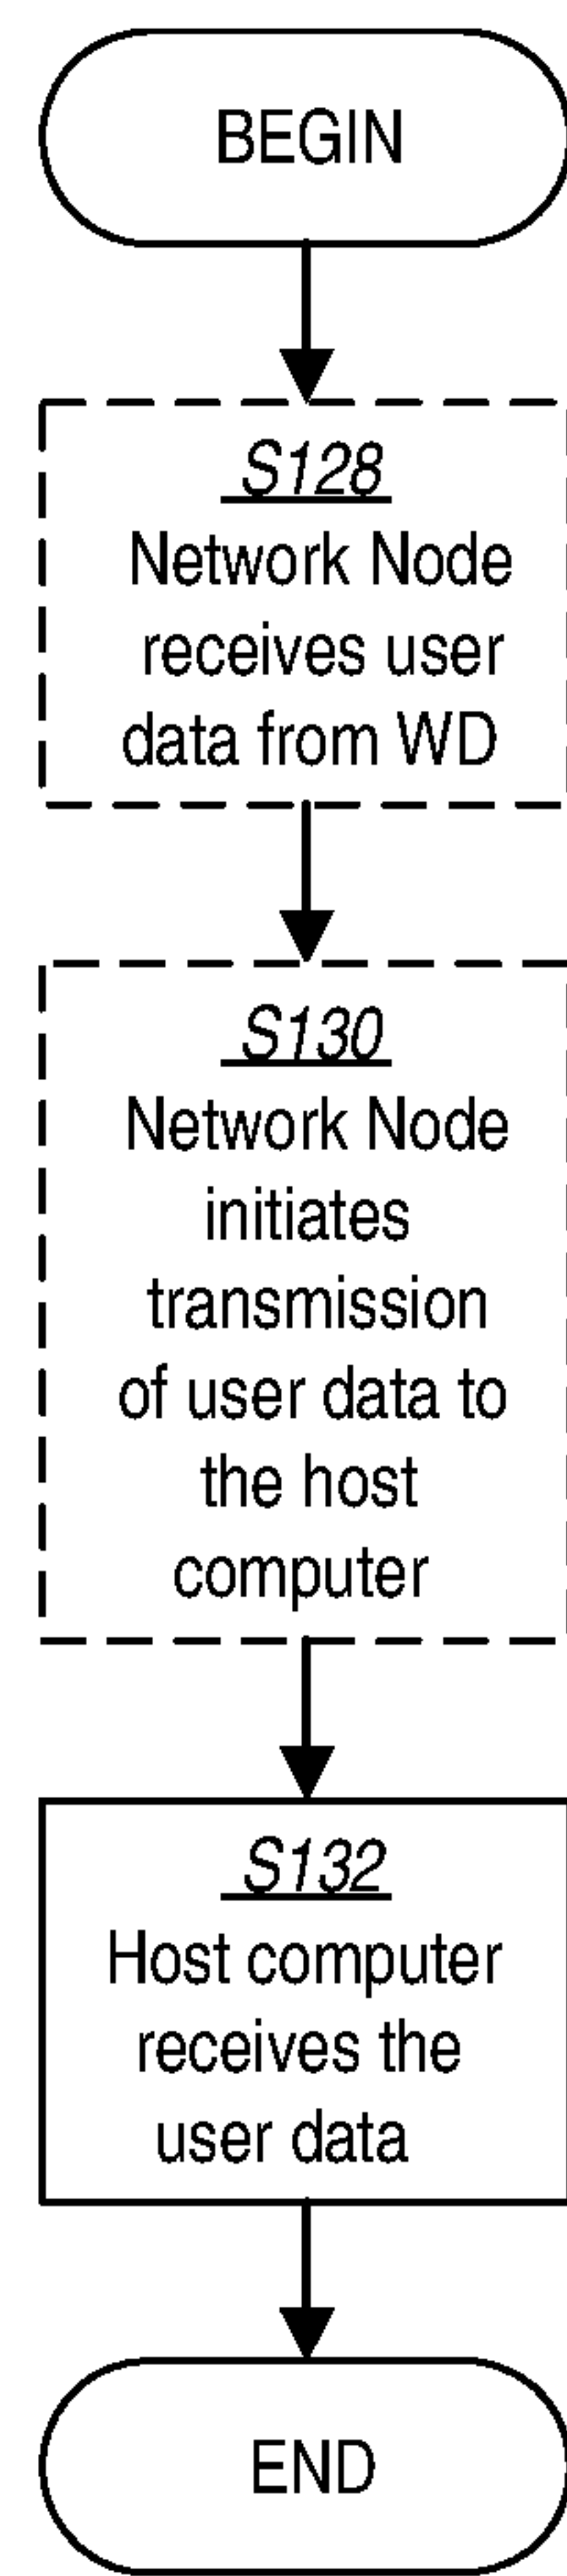 BEGIN
S128
Network Node
receives user
data from WD
S130
Network Node
initiates
transmission
of user data to
the host
computer
S132
Host computer
receives the
user data
END